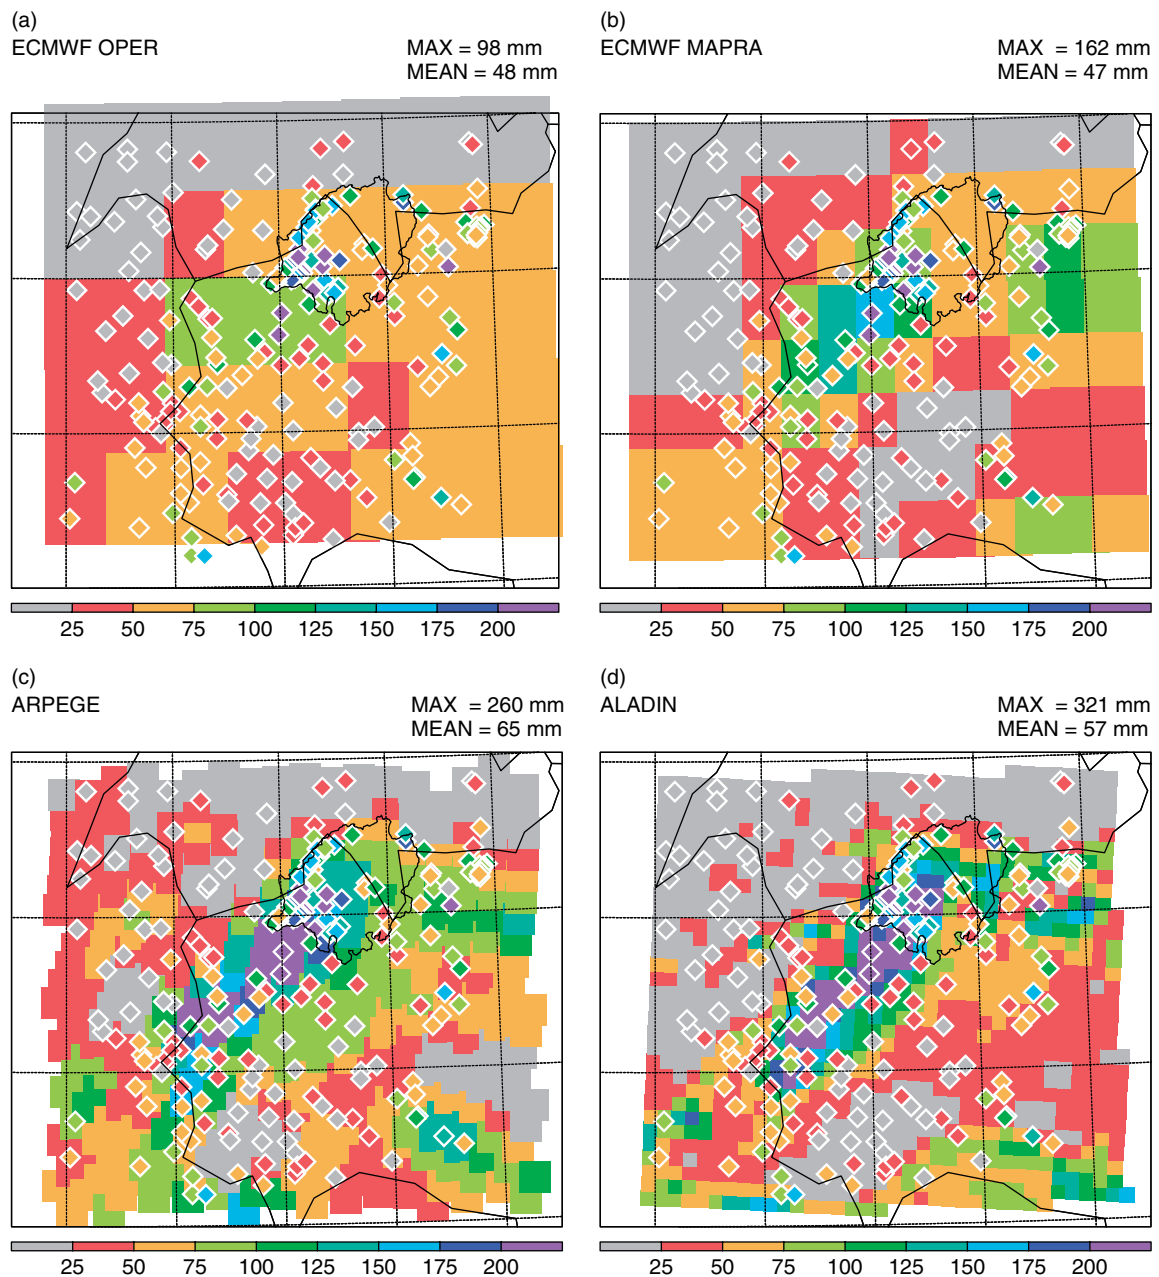 (a)
ECMWF OPER
MAX = 98 mm
MEAN = 48 mm
(b)
ECMWF MAPRA
MAX = 162 mm
MEAN = 47 mm
25 50 75 100 125 150 175 200
25 50 75 100 125 150 175 200
(c)
ARPEGE
MAX = 260 mm
MEAN = 65 mm
(d)
ALADIN
MAX = 321 mm
MEAN = 57 mm
25 50 75 100 125 150 175 200
25 50 75 100 125 150 175 200